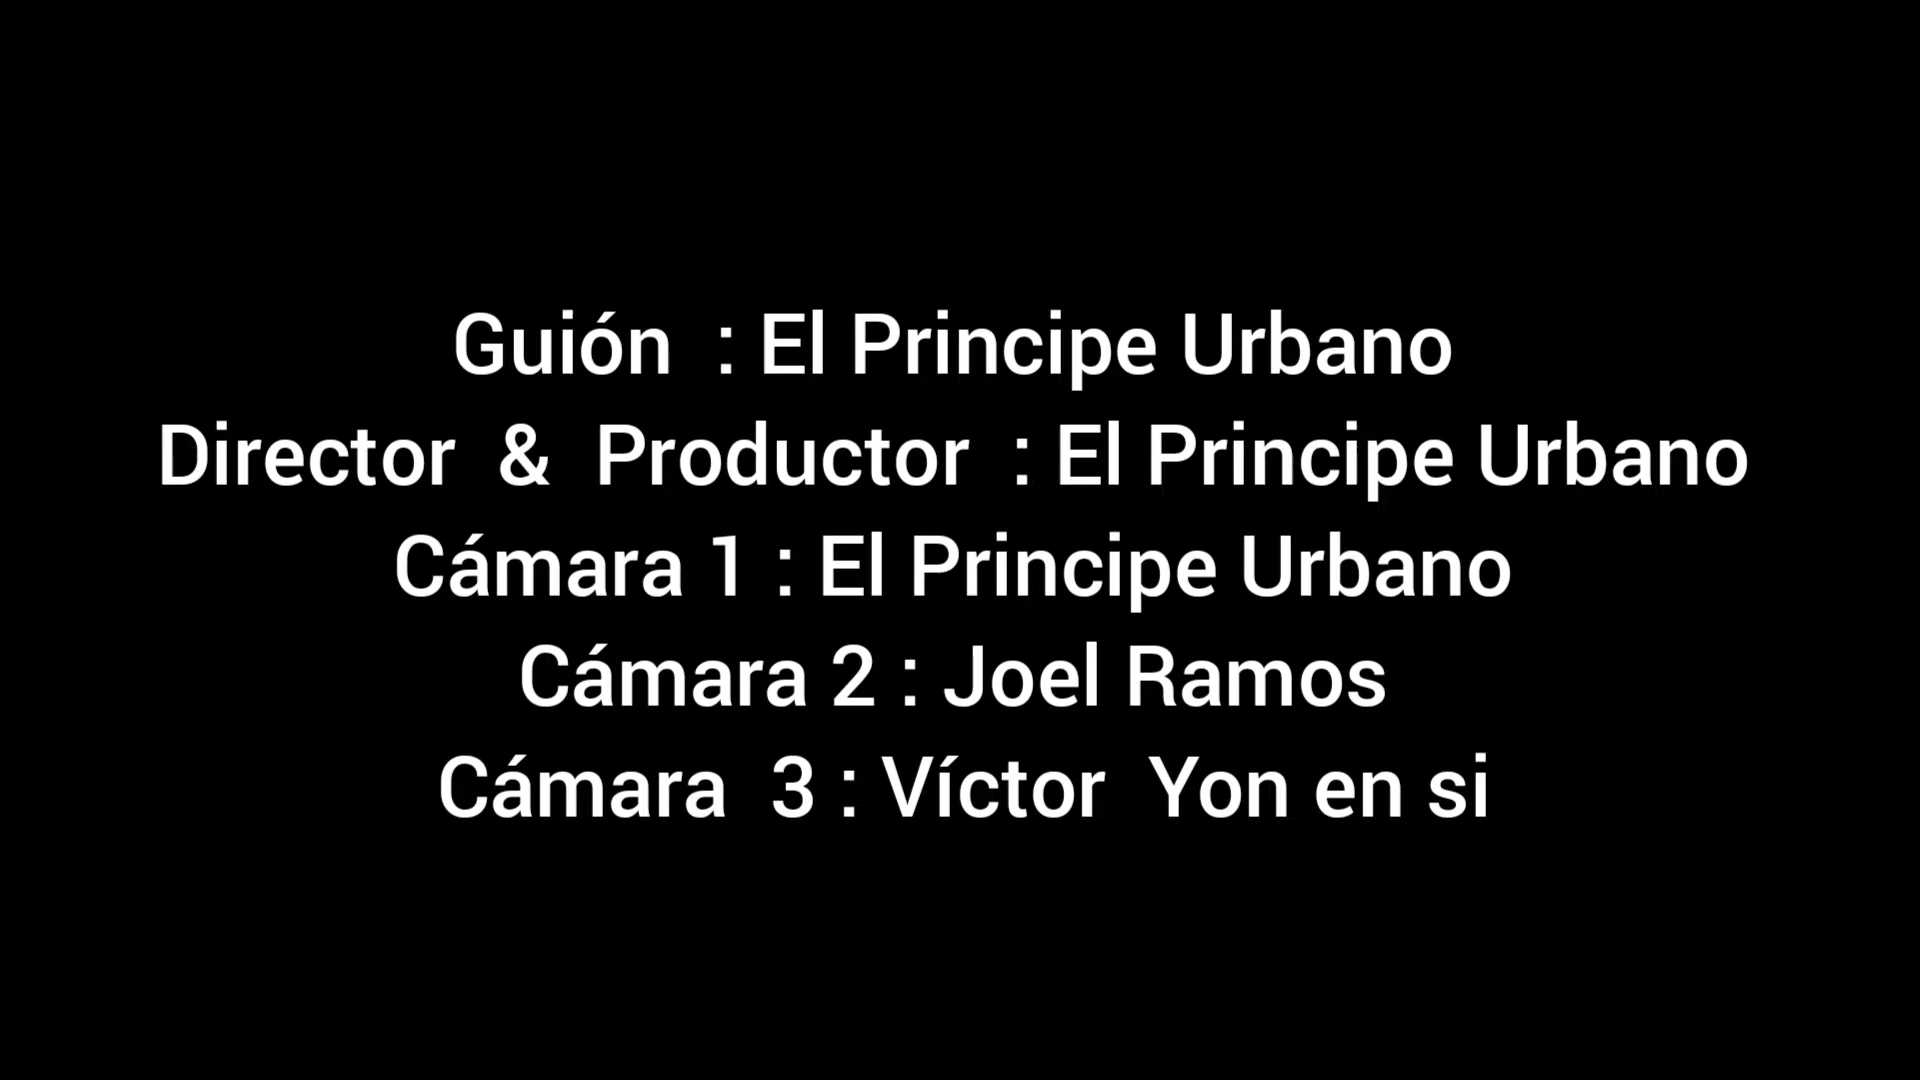 Guión  : El Principe Urbano
Director  &  Productor  : El Principe Urbano
Cámara 1 : El Principe Urbano
Cámara 2 : Joel Ramos
Cámara  3 : Víctor  Yon en si